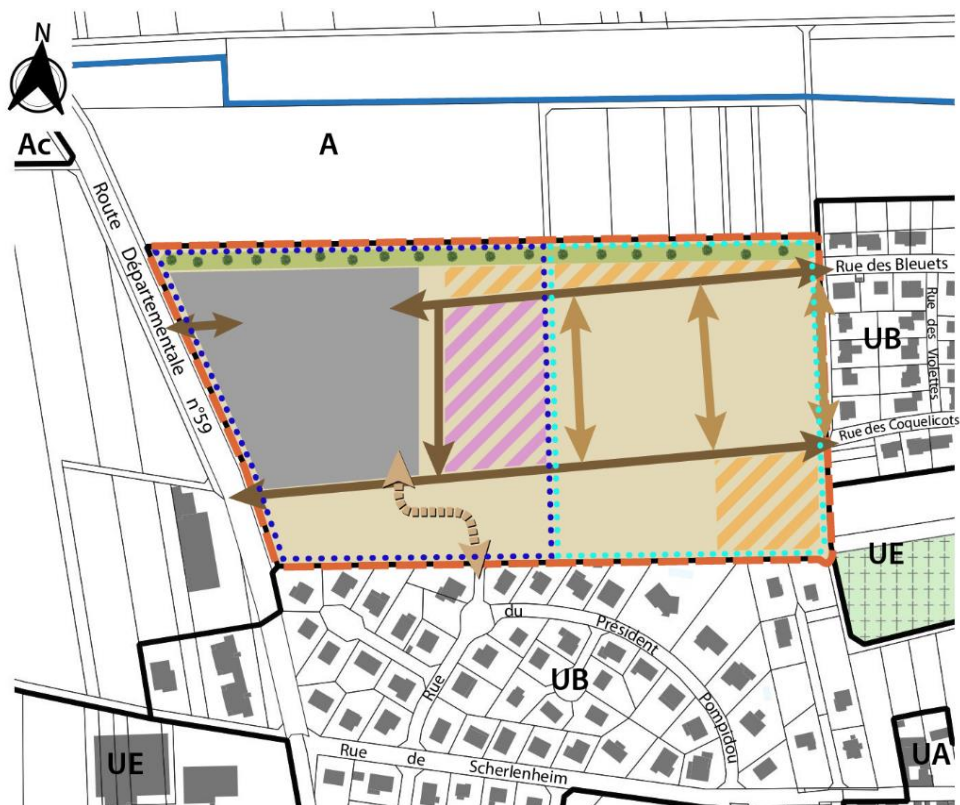 N
Ac
A
Route
Départementale
n°59
Rue des Bleuets
Rue des Violettes
UB
Rue des Coquelicots
UE
Rue
du
Président
Pompidou
UB
Rue
de
Scherlenheim
UE
UA